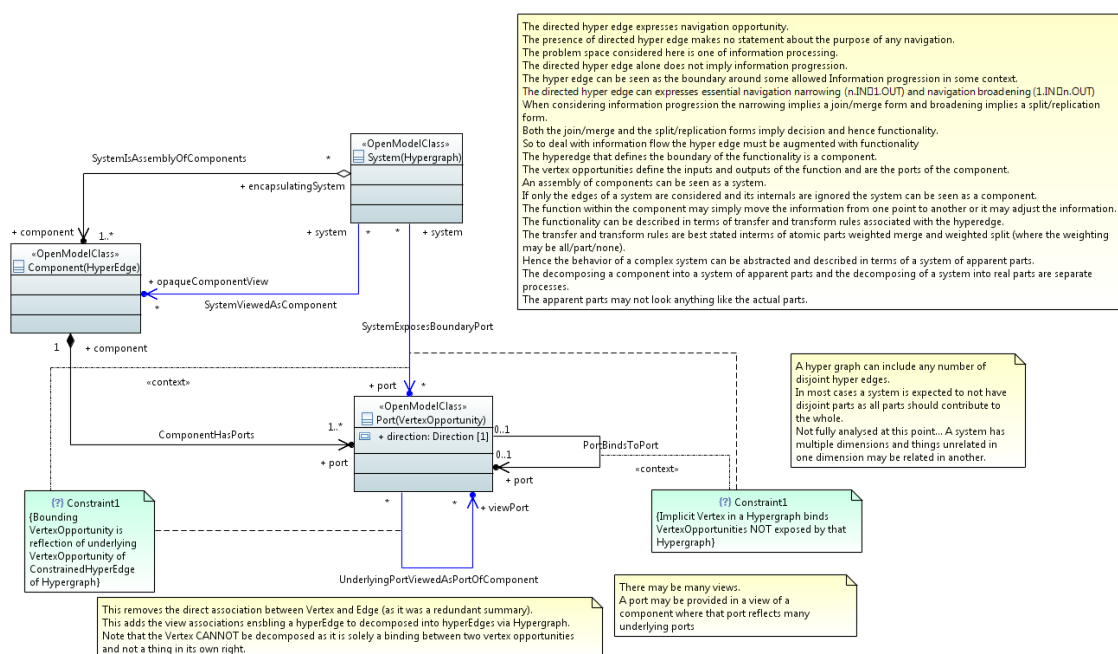 The directed hyper edge expresses navigation opportunity.
The presence of directed hyper edge makes no statement about the purpose of any navigation.
The problem space considered here is one of information processing.
The directed hyper edge alone does not imply information progression.
The hyper edge can be seen as the boundary around some allowed Information progression in some context.
The directed hyper edge can expresses essential navigation narrowing (n.IN□1.OUT) and navigation broadening (1.IN□n.OUT)
When considering information progression the narrowing implies a join/merge form and broadening implies a split/replication
form.
Both the join/merge and the split/replication forms imply decision and hence functionality.
So to deal with information flow the hyper edge must be augmented with functionality
The hyperedge that defines the boundary of the functionality is a component.
The vertex opportunities define the inputs and outputs of the function and are the ports of the component.
An assembly of components can be seen as a system.
If only the edges of a system are considered and its internals are ignored the system can be seen as a component.
The function within the component may simply move the information from one point to another or it may adjust the information.
The functionality can be described in terms of transfer and transform rules associated with the hyperedge.
The transfer and transform rules are best stated interms of atomic parts weighted merge and weighted split (where the weighting
may be all/part/none).
Hence the behavior of a complex system can be abstracted and described in terms of a system of apparent parts.
The decomposing a component into a system of apparent parts and the decomposing of a system into real parts are separate
processes.
The apparent parts may not look anything like the actual parts.
«OpenModelClass»
System(Hypergraph)
SystemIsAssemblyOfComponents
*
+ encapsulatingSystem
+ component
1..*
+ system
*
*
+ system
«OpenModelClass»
Component(HyperEdge)
+ opaqueComponentView
*
SystemViewedAsComponent
SystemExposesBoundaryPort
1
+ component
«context»
+ port
*
A hyper graph can include any number of
disjoint hyper edges.
In most cases a system is expected to not have
disjoint parts as all parts should contribute to
the whole.
Not fully analysed at this point... A system has
multiple dimensions and things unrelated in
one dimension may be related in another.
«OpenModelClass»
Port(VertexOpportunity)
+ direction: Direction [1]
ComponentHasPorts
1..*
+ port
0..1
PortBindsToPort
0..1
+ port
«context»
{?} Constraint1
{Bounding
VertexOpportunity is
reflection of underlying
VertexOpportunity of
ConstrainedHyperEdge
of Hypergraph}
*
*
+ viewPort
UnderlyingPortViewedAsPortOfComponent
{?} Constraint1
{Implicit Vertex in a Hypergraph binds
VertexOpportunities NOT exposed by that
Hypergraph}
There may be many views.
A port may be provided in a view of a
component where that port reflects many
underlying ports
This removes the direct association between Vertex and Edge (as it was a redundant summary).
This adds the view associations ensbling a hyperEdge to decomposed into hyperEdges via Hypergraph.
Note that the Vertex CANNOT be decomposed as it is solely a binding between two vertex opportunities
and not a thing in its own right.